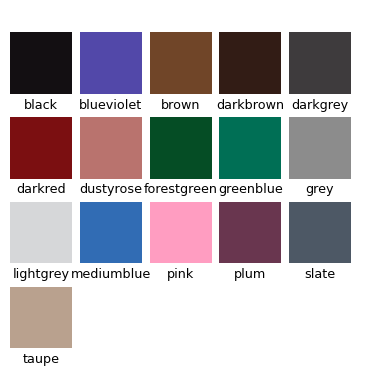 black blueviolet brown darkbrown darkgrey
darkred dustyrose forestgreen greenblue grey
lightgrey mediumblue pink plum slate
taupe